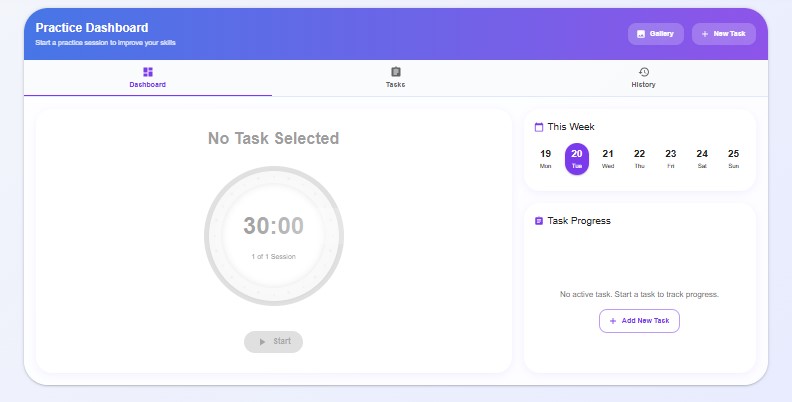 Practice Dashboard
Start a practice session to improve your skills
Gallery
New Task
Dashboard
Tasks
History
No Task Selected
30:00
1 of 1 Session
Start
This Week
19 20 21 22 23 24 25
Mon Tue Wed Thu Fri Sat Sun
Task Progress
No active task. Start a task to track progress.
Add New Task